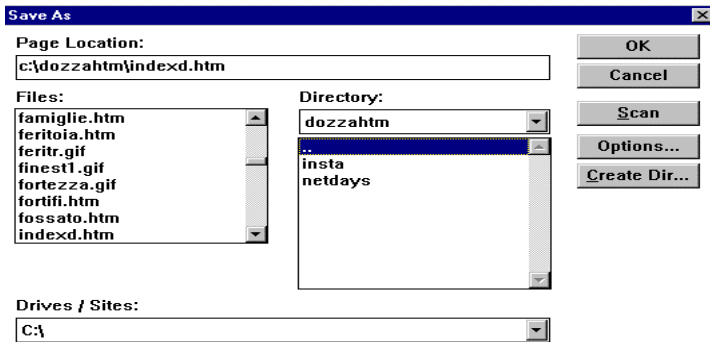 Save As
Page Location:
c:\dozzahtm\indexd.htm
OK
Cancel
Files:
famiglie.htm
feritoia.htm
feritr.gif
finest1.gif
fortezza.gif
fortifi.htm
fossato.htm
indexd.htm
Directory:
dozzahtm
..
insta
netdays
Scan
Options...
Create Dir...
Drives / Sites:
C:\